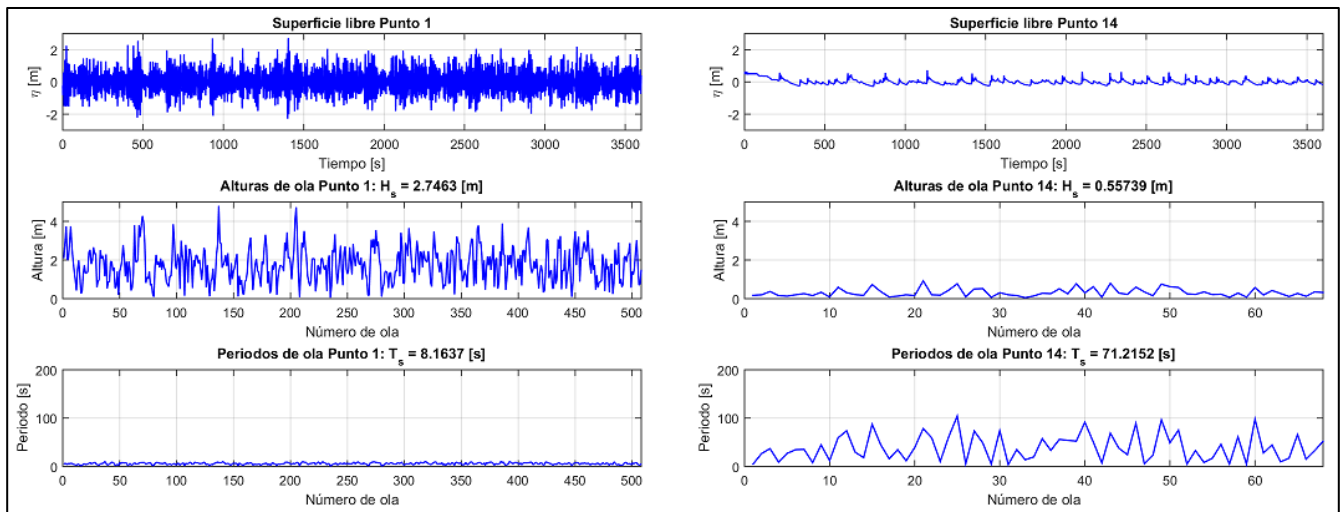 Superficie libre Punto 1
η [m]
2
0
-2
0 500 1000 1500 2000 2500 3000 3500
Tiempo [s]
Alturas de ola Punto 1: H_s = 2.7463 [m]
Altura [m]
4
2
0
0 50 100 150 200 250 300 350 400 450 500
Número de ola
Periodos de ola Punto 1: T_s = 8.1637 [s]
Periodo [s]
200
100
0
0 50 100 150 200 250 300 350 400 450 500
Número de ola
Superficie libre Punto 14
η [m]
2
0
-2
0 500 1000 1500 2000 2500 3000 3500
Tiempo [s]
Alturas de ola Punto 14: H_s = 0.55739 [m]
Altura [m]
4
2
0
0 10 20 30 40 50 60
Número de ola
Periodos de ola Punto 14: T_s = 71.2152 [s]
Periodo [s]
200
100
0
0 10 20 30 40 50 60
Número de ola